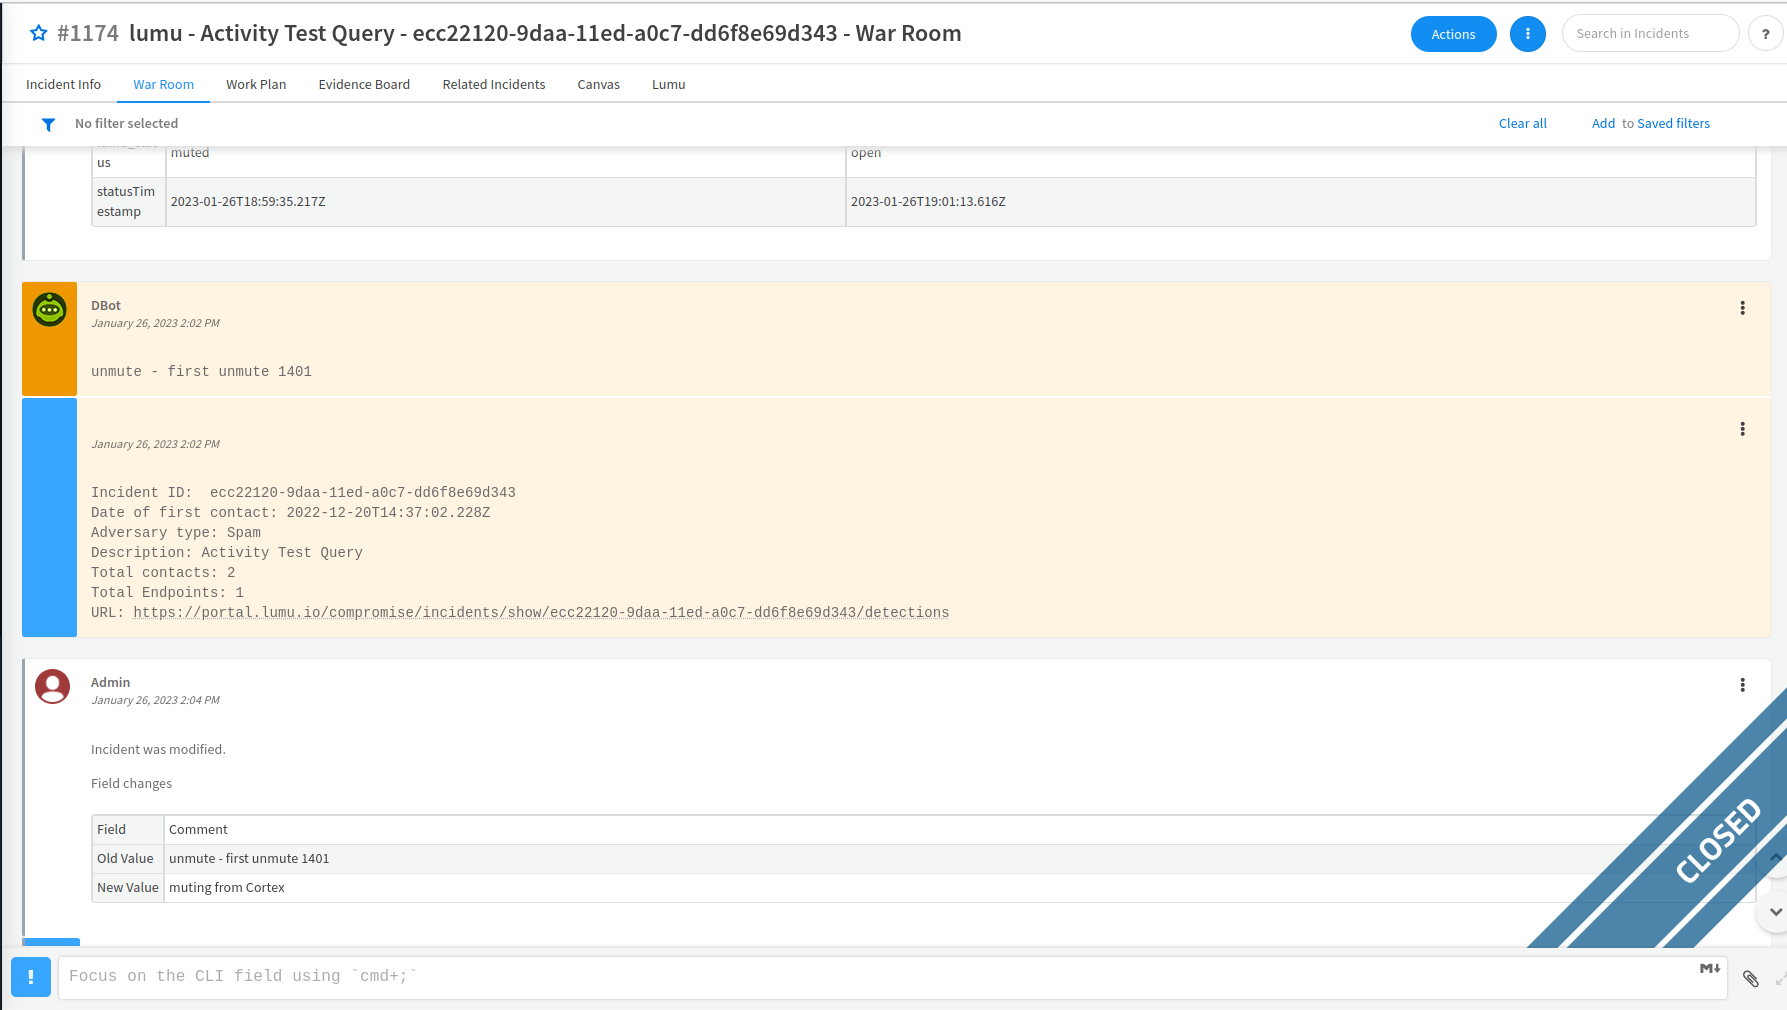 #1174 lumu - Activity Test Query - ecc22120-9daa-11ed-a0c7-dd6f8e69d343 - War Room
Actions
Search in Incidents
?
Incident Info
War Room
Work Plan
Evidence Board
Related Incidents
Canvas
Lumu
No filter selected
Clear all
Add to Saved filters
us
muted
open
statusTim
estamp
2023-01-26T18:59:35.217Z
2023-01-26T19:01:13.616Z
DBot
January 26, 2023 2:02 PM
unmute - first unmute 1401
January 26, 2023 2:02 PM
Incident ID:  ecc22120-9daa-11ed-a0c7-dd6f8e69d343
Date of first contact: 2022-12-20T14:37:02.228Z
Adversary type: Spam
Description: Activity Test Query
Total contacts: 2
Total Endpoints: 1
URL: https://portal.lumu.io/compromise/incidents/show/ecc22120-9daa-11ed-a0c7-dd6f8e69d343/detections
Admin
January 26, 2023 2:04 PM
Incident was modified.
Field changes
Field
Comment
Old Value
unmute - first unmute 1401
New Value
muting from Cortex
CLOSED
!
Focus on the CLI field using `cmd+;`
M